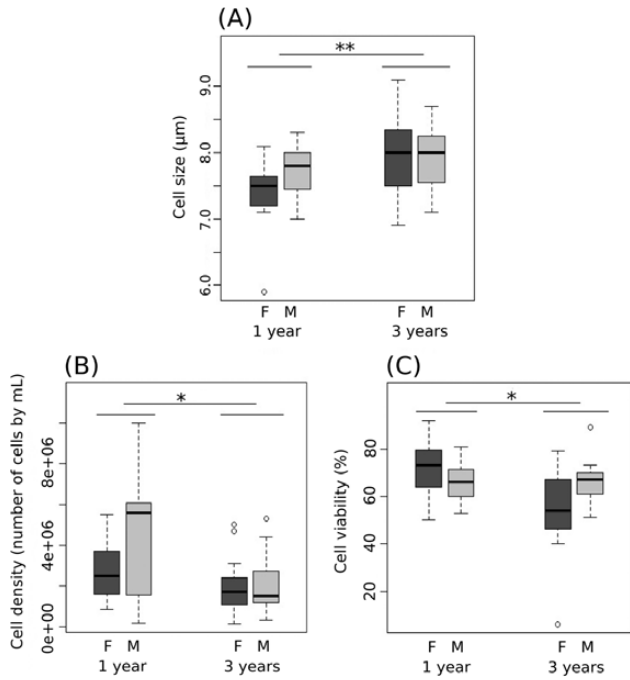 (A)
**
Cell size (µm)
9.0
8.0
7.0
6.0
F M F M
1 year 3 years
(B)
*
Cell density (number of cells by mL)
8e+06
4e+06
0e+00
F M F M
1 year 3 years
(C)
*
Cell viability (%)
80
60
40
20
F M F M
1 year 3 years